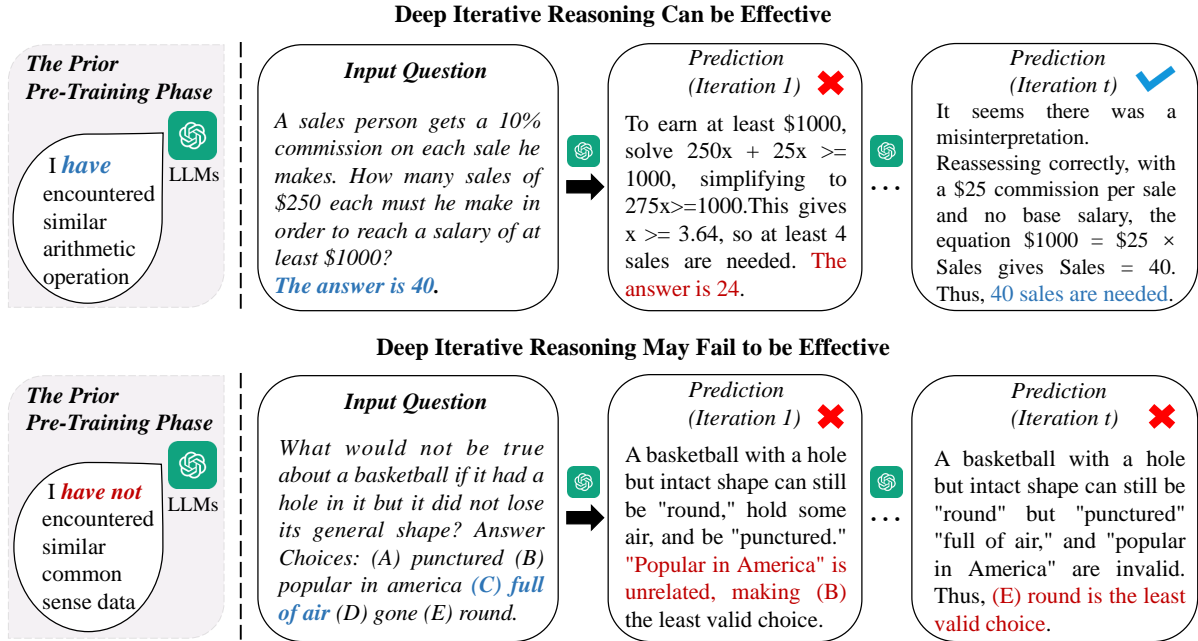 Deep Iterative Reasoning Can be Effective
The Prior
Pre-Training Phase
I have
encountered
similar
arithmetic
operation
LLMs
Input Question
A sales person gets a 10%
commission on each sale he
makes. How many sales of
$250 each must he make in
order to reach a salary of at
least $1000?
The answer is 40.
Prediction
(Iteration 1)
To earn at least $1000,
solve 250x + 25x >=
1000, simplifying to
275x>=1000.This gives
x >= 3.64, so at least 4
sales are needed. The
answer is 24.
...
Prediction
(Iteration t)
It seems there was a
misinterpretation.
Reassessing correctly, with
a $25 commission per sale
and no base salary, the
equation $1000 = $25 ×
Sales gives Sales = 40.
Thus, 40 sales are needed.
Deep Iterative Reasoning May Fail to be Effective
The Prior
Pre-Training Phase
I have not
encountered
similar
common
sense data
LLMs
Input Question
What would not be true
about a basketball if it had a
hole in it but it did not lose
its general shape? Answer
Choices: (A) punctured (B)
popular in america (C) full
of air (D) gone (E) round.
Prediction
(Iteration 1)
A basketball with a hole
but intact shape can still
be "round," hold some
air, and be "punctured."
"Popular in America" is
unrelated, making (B)
the least valid choice.
...
Prediction
(Iteration t)
A basketball with a hole
but intact shape can still be
"round" but "punctured"
"full of air," and "popular
in America" are invalid.
Thus, (E) round is the least
valid choice.